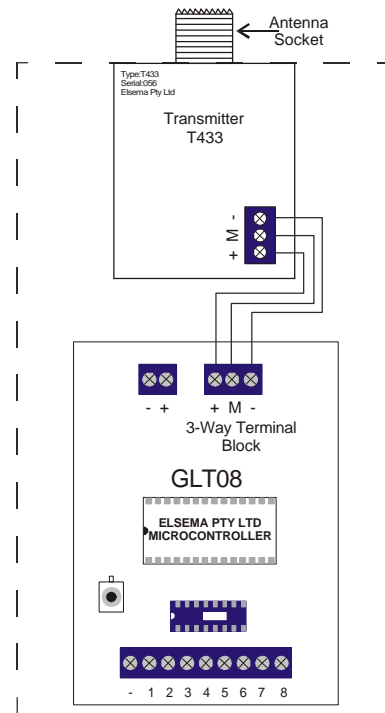 Antenna
Socket
Type:T433
Serial:056
Elsema Pty Ltd
Transmitter
T433
-
M
+
- +
+ M -
3-Way Terminal
Block
GLT08
ELSEMA PTY LTD
MICROCONTROLLER
- 1 2 3 4 5 6 7 8